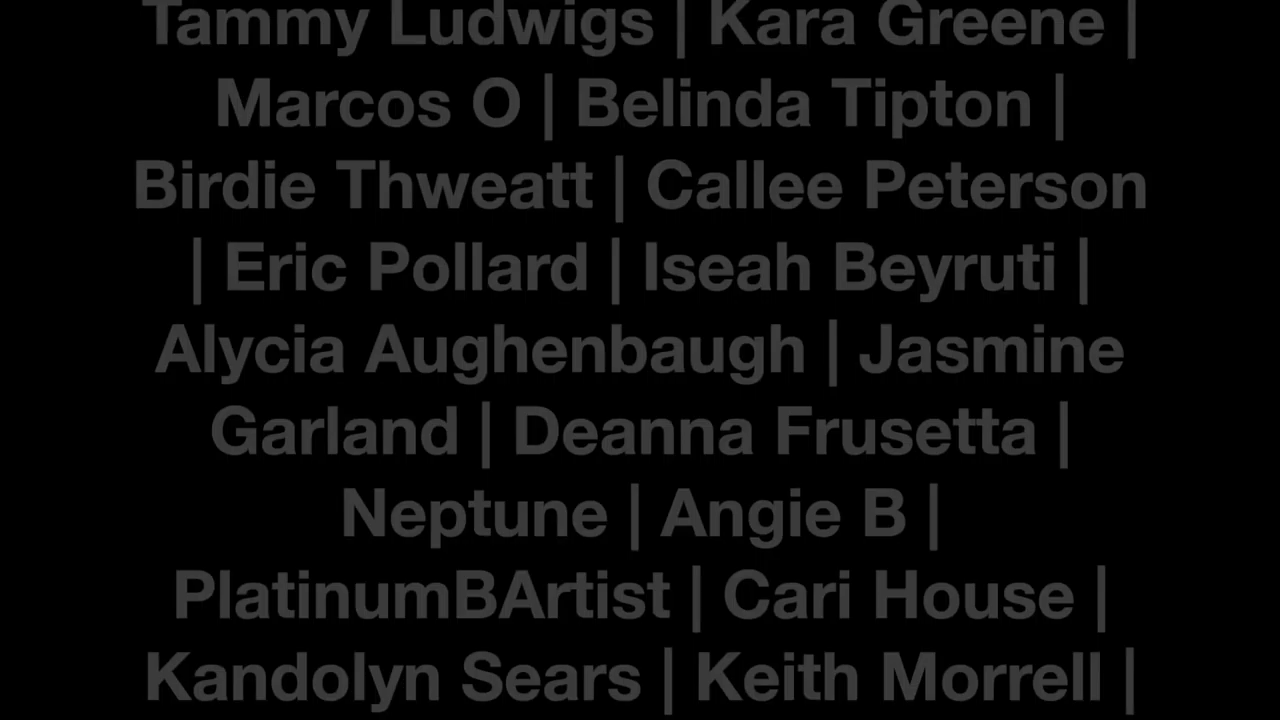 Tammy Ludwigs | Kara Greene |
Marcos O | Belinda Tipton |
Birdie Thweatt | Callee Peterson
| Eric Pollard | Iseah Beyruti |
Alycia Aughenbaugh | Jasmine
Garland | Deanna Frusetta |
Neptune | Angie B |
PlatinumBArtist | Cari House |
Kandolyn Sears | Keith Morrell |